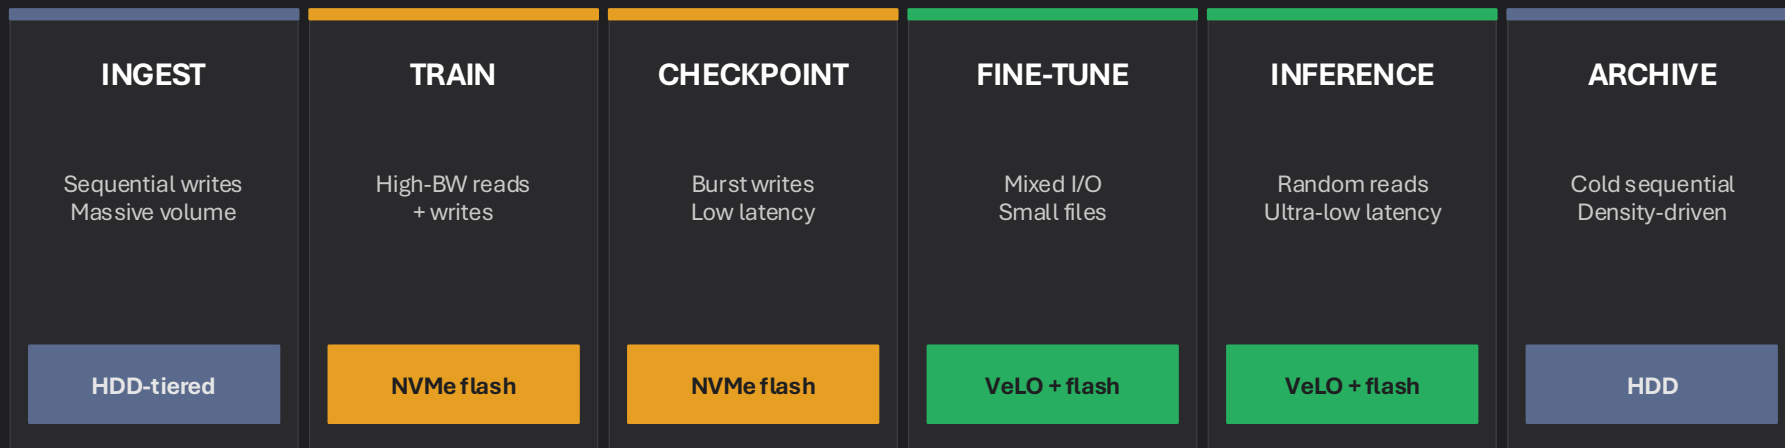 INGEST
Sequential writes
Massive volume
HDD-tiered
TRAIN
High-BW reads
+ writes
NVMe flash
CHECKPOINT
Burst writes
Low latency
NVMe flash
FINE-TUNE
Mixed I/O
Small files
VeLO + flash
INFERENCE
Random reads
Ultra-low latency
VeLO + flash
ARCHIVE
Cold sequential
Density-driven
HDD